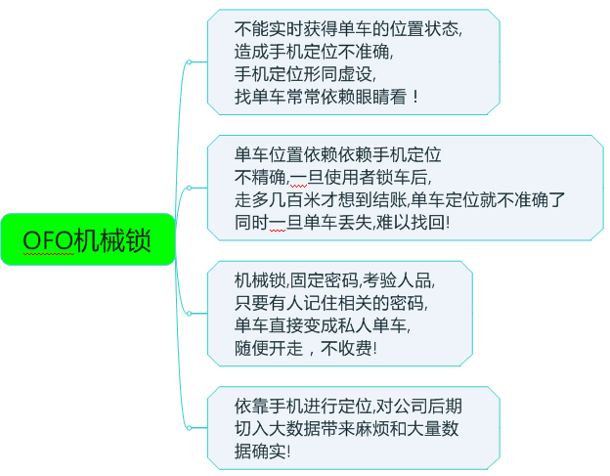 OFO机械锁
不能实时获得单车的位置状态,
造成手机定位不准确,
手机定位形同虚设,
找单车常常依赖眼睛看！
单车位置依赖依赖手机定位
不精确,一旦使用者锁车后,
走多几百米才想到结账,单车定位就不准确了
同时一旦单车丢失,难以找回!
机械锁,固定密码,考验人品,
只要有人记住相关的密码,
单车直接变成私人单车,
随便开走，不收费!
依靠手机进行定位,对公司后期
切入大数据带来麻烦和大量数
据确实!